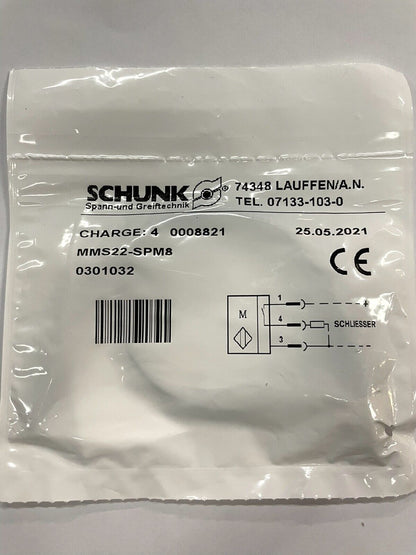 SCHUNK ®
Spann-und Greiftechnik
74348 LAUFFEN/A.N.
TEL. 07133-103-0
CHARGE: 4 0008821 25.05.2021
MMS22-SPM8
0301032
CE
1 +
M 4 SCHLIESSER
3 -